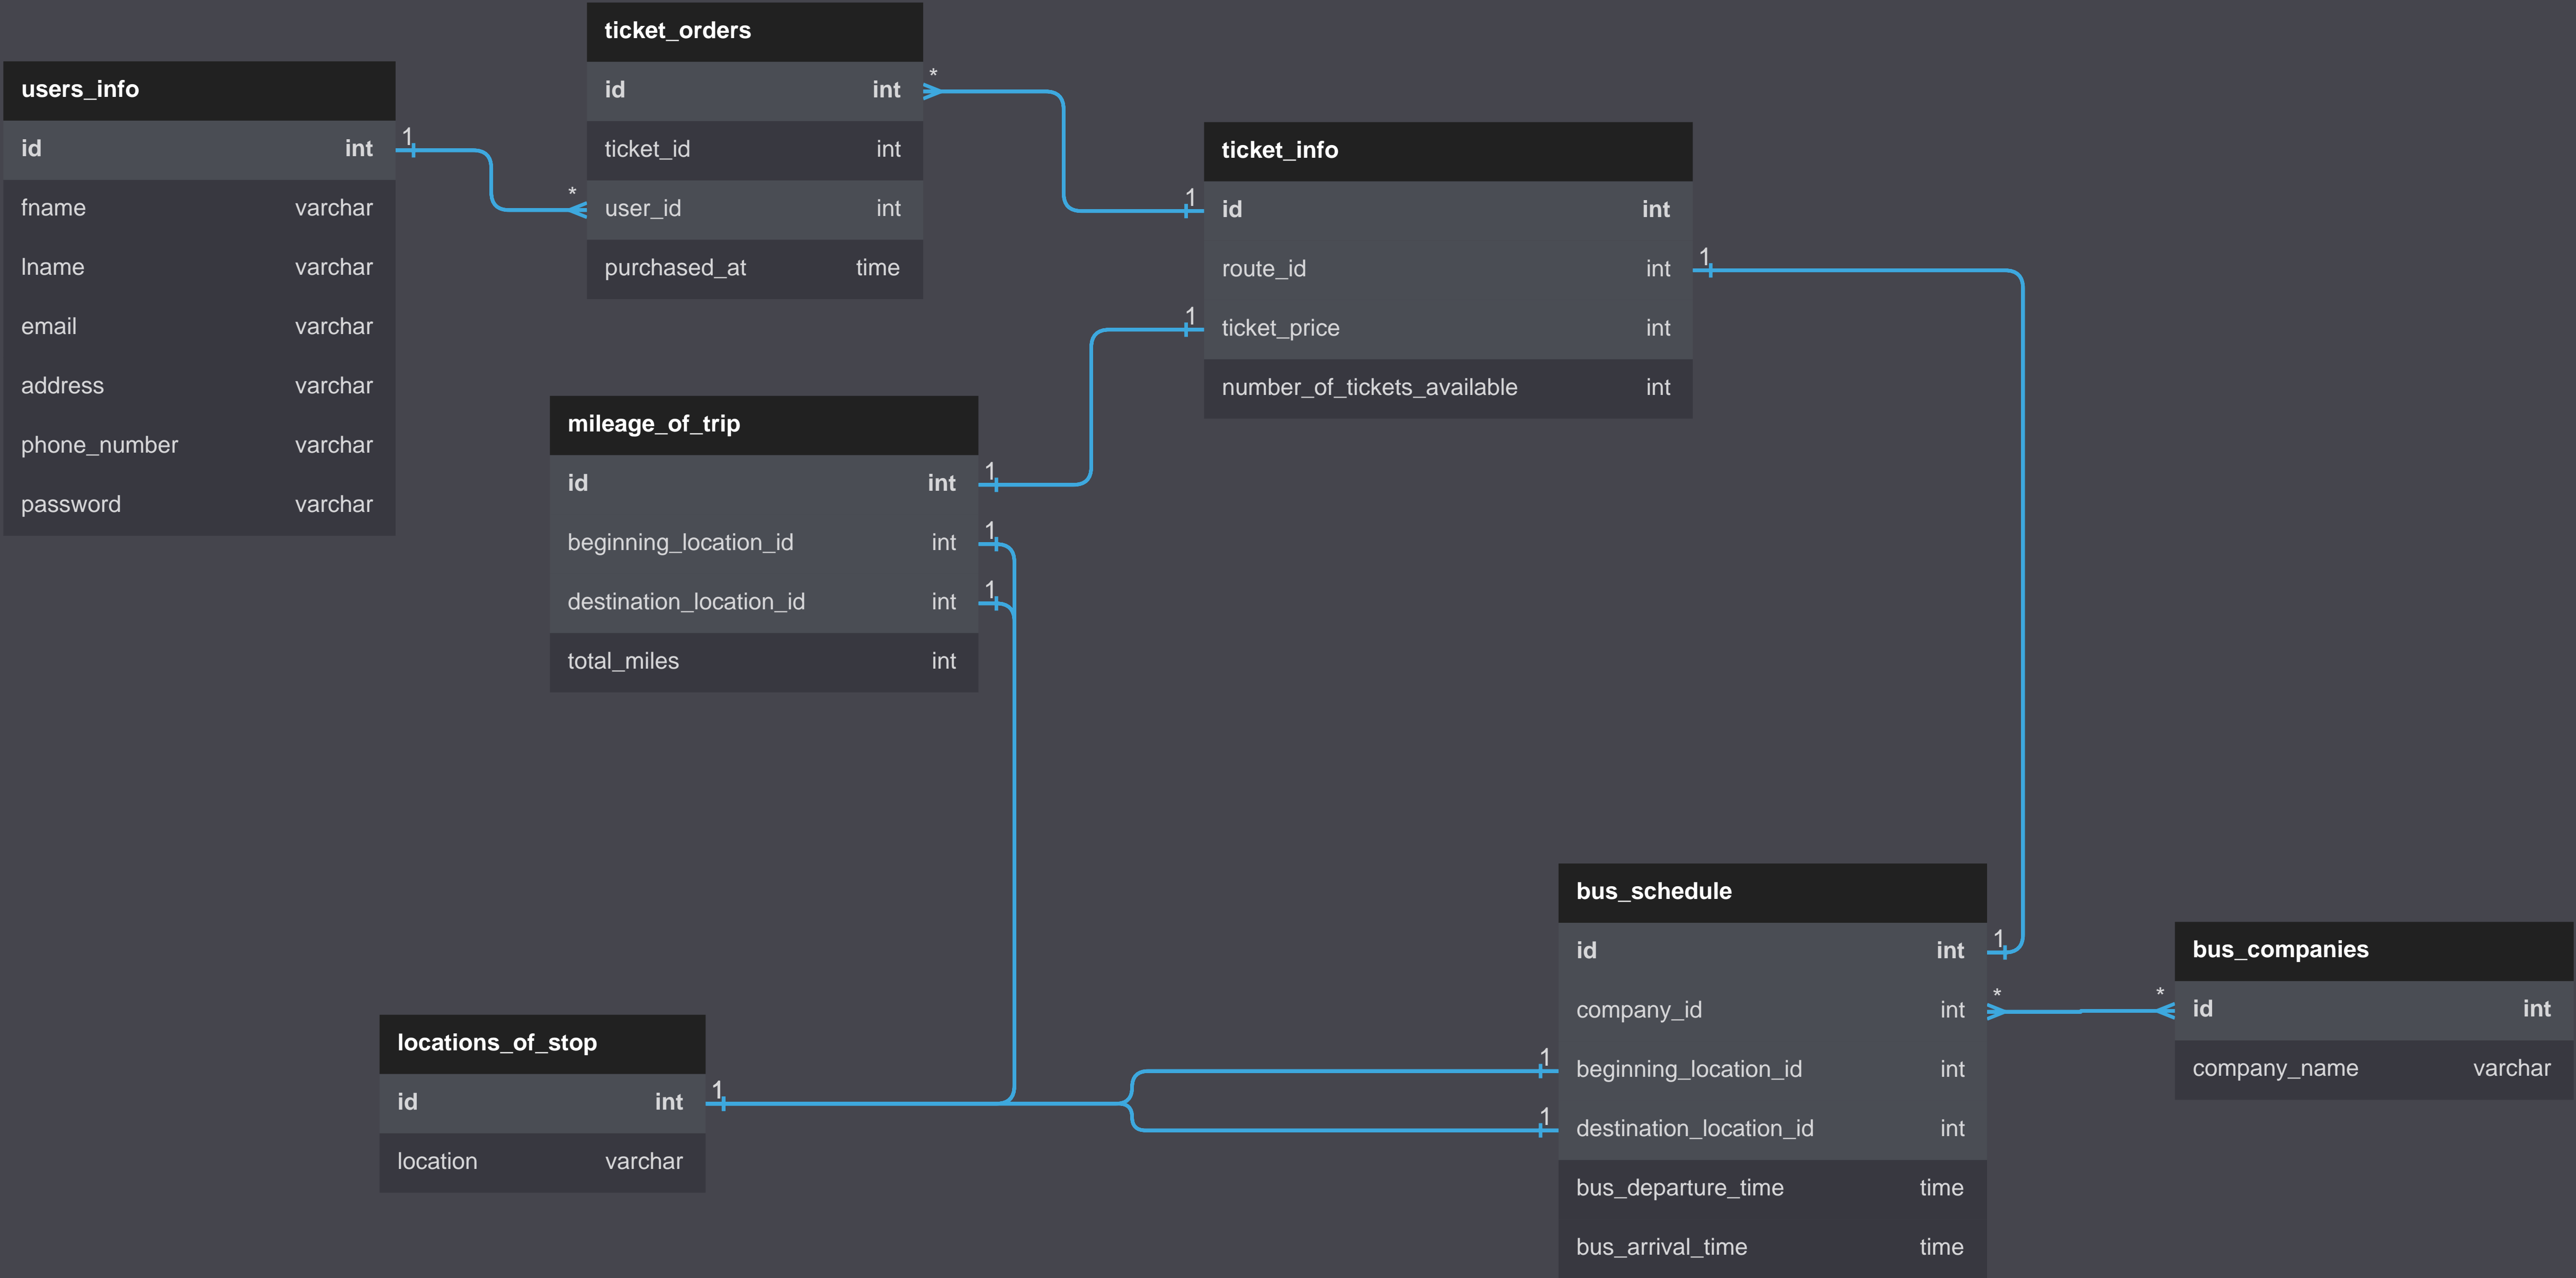 ticket_orders
id int
ticket_id int
user_id int
purchased_at time
users_info
id int
fname varchar
lname varchar
email varchar
address varchar
phone_number varchar
password varchar
1
*
*
1
ticket_info
id int
route_id int
ticket_price int
number_of_tickets_available int
1
1
mileage_of_trip
id int
beginning_location_id int
destination_location_id int
total_miles int
1
1
1
locations_of_stop
id int
location varchar
1
bus_schedule
id int
company_id int
beginning_location_id int
destination_location_id int
bus_departure_time time
bus_arrival_time time
1
*
1
1
*
bus_companies
id int
company_name varchar